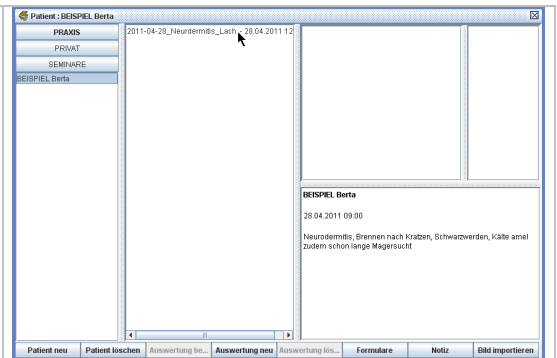 Patient : BEISPIEL Berta
PRAXIS
PRIVAT
SEMINARE
BEISPIEL Berta
2011-04-28_Neurdermitis_Lach - 28.04.2011 12
BEISPIEL Berta
28.04.2011 09:00
Neurodermitis, Brennen nach Kratzen, Schwarzwerden, Kälte amel
zudem schon lange Magersucht
Patient neu
Patient löschen
Auswertung be...
Auswertung neu
Auswertung lös...
Formulare
Notiz
Bild importieren